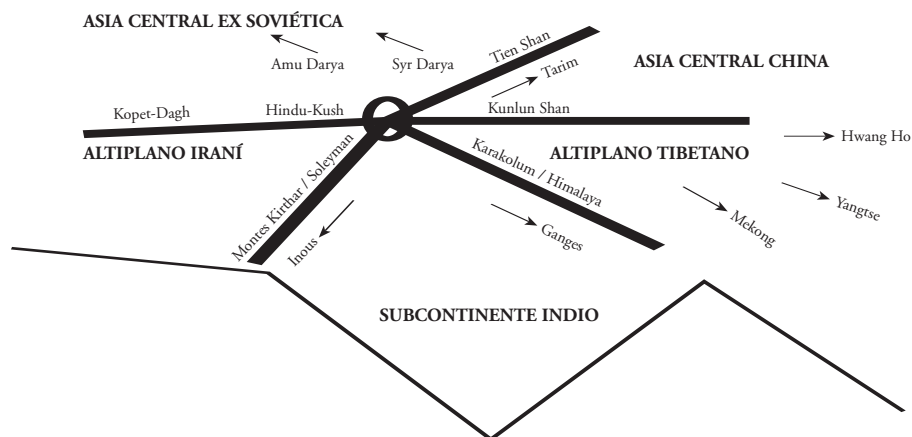 ASIA CENTRAL EX SOVIÉTICA
Amu Darya
Syr Darya
Tien Shan
Tarim
ASIA CENTRAL CHINA
Kopet-Dagh
Hindu-Kush
Kunlun Shan
Hwang Ho
ALTIPLANO IRANÍ
ALTIPLANO TIBETANO
Montes Kirthar / Soleyman
Karakolum / Himalaya
Inous
Ganges
Mekong
Yangtse
SUBCONTINENTE INDIO